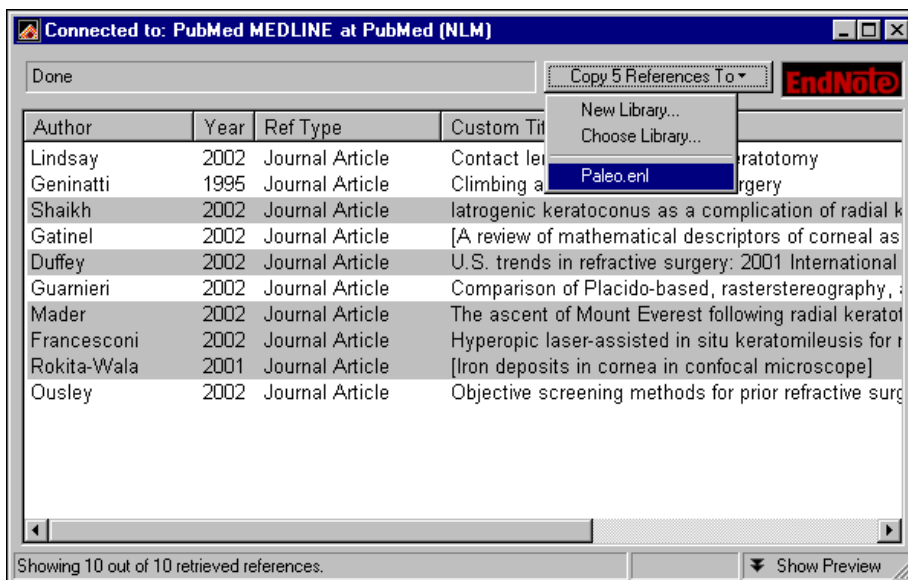 Connected to: PubMed MEDLINE at PubMed (NLM)
Done
Copy 5 References To
EndNote
New Library...
Choose Library...
Paleo.enl
Author Year Ref Type Custom Tit
Lindsay 2002 Journal Article Contact le eratotomy
Geninatti 1995 Journal Article Climbing a rgery
Shaikh 2002 Journal Article Iatrogenic keratoconus as a complication of radial k
Gatinel 2002 Journal Article [A review of mathematical descriptors of corneal as
Duffey 2002 Journal Article U.S. trends in refractive surgery: 2001 International
Guarnieri 2002 Journal Article Comparison of Placido-based, rasterstereography, a
Mader 2002 Journal Article The ascent of Mount Everest following radial kerato
Francesconi 2002 Journal Article Hyperopic laser-assisted in situ keratomileusis for r
Rokita-Wala 2001 Journal Article [Iron deposits in cornea in confocal microscope]
Ousley 2002 Journal Article Objective screening methods for prior refractive surg
Showing 10 out of 10 retrieved references.
Show Preview